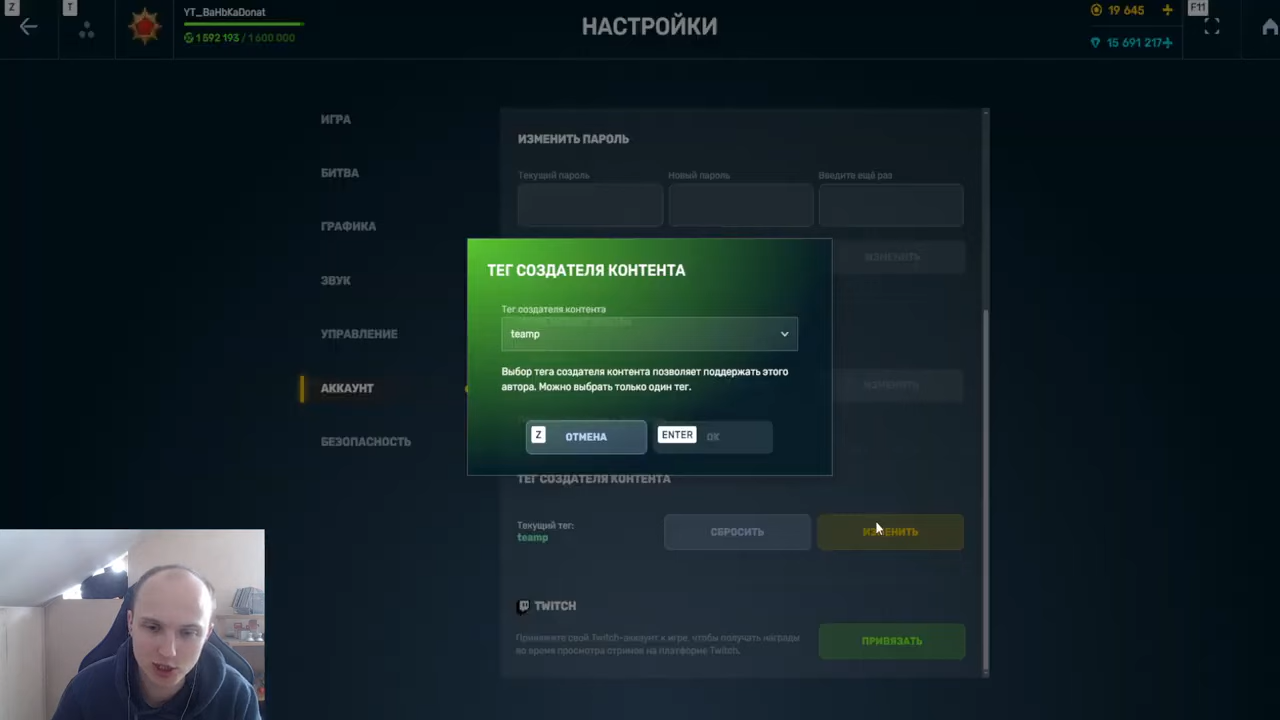 Z
T
YT_BaHbKaDonat
1 592 193 / 1 600 000
НАСТРОЙКИ
19 645
15 691 217
F11
ИГРА
БИТВА
ГРАФИКА
ЗВУК
УПРАВЛЕНИЕ
АККАУНТ
БЕЗОПАСНОСТЬ
ИЗМЕНИТЬ ПАРОЛЬ
Текущий пароль Новый пароль Введите ещё раз
ИЗМЕНИТЬ
ТЕГ СОЗДАТЕЛЯ КОНТЕНТА
Тег создателя контента
teamp
Выбор тега создателя контента позволяет поддержать этого
автора. Можно выбрать только один тег.
ИЗМЕНИТЬ
Z ОТМЕНА ENTER OK
ТЕГ СОЗДАТЕЛЯ КОНТЕНТА
Текущий тег:
teamp
СБРОСИТЬ ИЗМЕНИТЬ
TWITCH
Привяжите свой Twitch-аккаунт к игре, чтобы получать награды
во время просмотра стримов на платформе Twitch.
ПРИВЯЗАТЬ